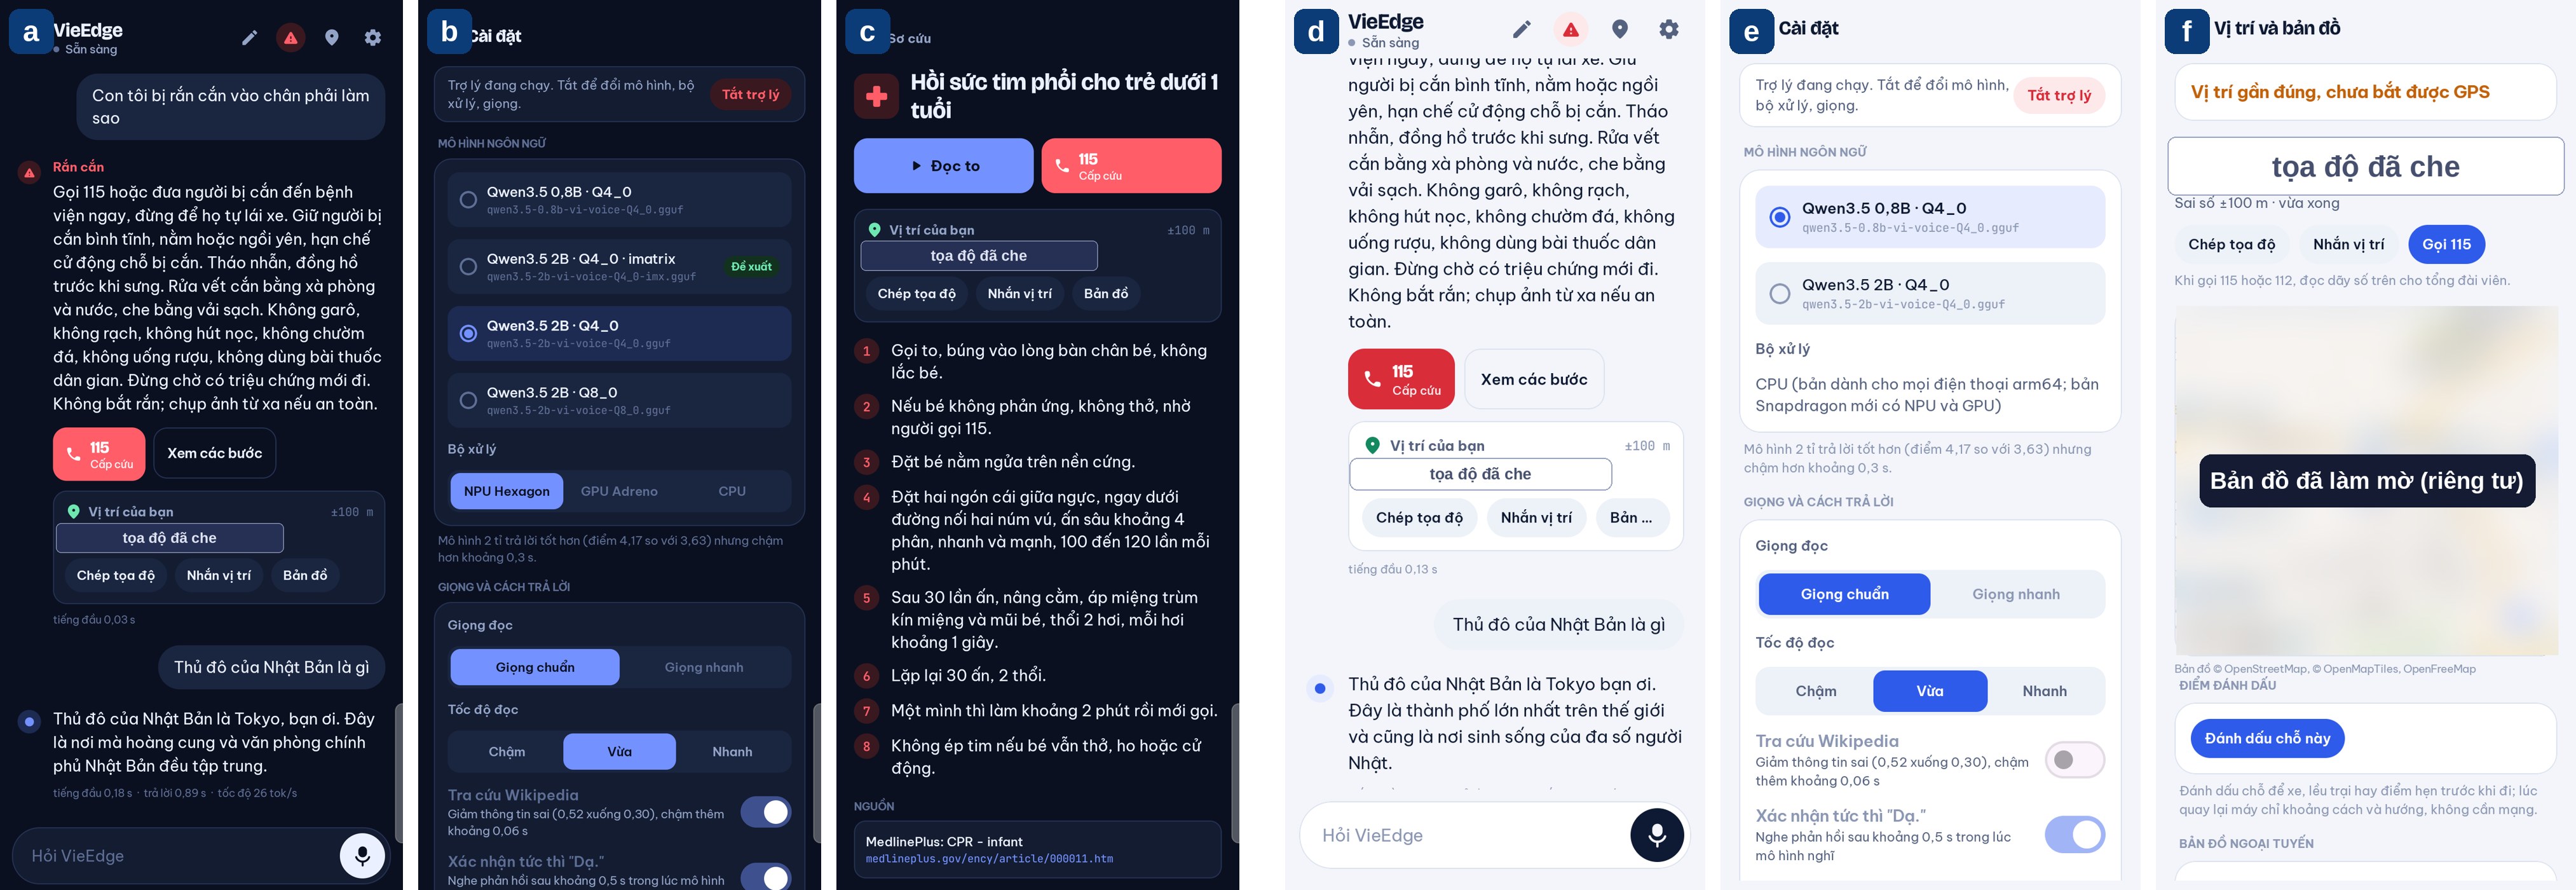 a
VieEdge
Sẵn sàng
Con tôi bị rắn cắn vào chân phải làm
sao
Rắn cắn
Gọi 115 hoặc đưa người bị cắn đến bệnh
viện ngay, đừng để họ tự lái xe. Giữ người bị
cắn bình tĩnh, nằm hoặc ngồi yên, hạn chế
cử động chỗ bị cắn. Tháo nhẫn, đồng hồ
trước khi sưng. Rửa vết cắn bằng xà phòng
và nước, che bằng vải sạch. Không garô,
không rạch, không hút nọc, không chườm
đá, không uống rượu, không dùng bài thuốc
dân gian. Đừng chờ có triệu chứng mới đi.
Không bắt rắn; chụp ảnh từ xa nếu an toàn.
115
Cấp cứu
Xem các bước
Vị trí của bạn
±100 m
tọa độ đã che
Chép tọa độ
Nhắn vị trí
Bản đồ
tiếng đầu 0,03 s
Thủ đô của Nhật Bản là gì
Thủ đô của Nhật Bản là Tokyo, bạn ơi. Đây
là nơi mà hoàng cung và văn phòng chính
phủ Nhật Bản đều tập trung.
tiếng đầu 0,18 s · trả lời 0,89 s · tốc độ 26 tok/s
Hỏi VieEdge
b
Cài đặt
Trợ lý đang chạy. Tắt để đổi mô hình, bộ
xử lý, giọng.
Tắt trợ lý
MÔ HÌNH NGÔN NGỮ
Qwen3.5 0,8B · Q4_0
qwen3.5-0.8b-vi-voice-Q4_0.gguf
Qwen3.5 2B · Q4_0 · imatrix
qwen3.5-2b-vi-voice-Q4_0-imx.gguf
Đề xuất
Qwen3.5 2B · Q4_0
qwen3.5-2b-vi-voice-Q4_0.gguf
Qwen3.5 2B · Q8_0
qwen3.5-2b-vi-voice-Q8_0.gguf
Bộ xử lý
NPU Hexagon
GPU Adreno
CPU
Mô hình 2 tỉ trả lời tốt hơn (điểm 4,17 so với 3,63) nhưng chậm
hơn khoảng 0,3 s.
GIỌNG VÀ CÁCH TRẢ LỜI
Giọng đọc
Giọng chuẩn
Giọng nhanh
Tốc độ đọc
Chậm
Vừa
Nhanh
Tra cứu Wikipedia
Giảm thông tin sai (0,52 xuống 0,30), chậm thêm
khoảng 0,06 s
Xác nhận tức thì "Dạ."
Nghe phản hồi sau khoảng 0,5 s trong lúc mô hình
c
Sơ cứu
Hồi sức tim phổi cho trẻ dưới 1
tuổi
Đọc to
115
Cấp cứu
Vị trí của bạn
±100 m
tọa độ đã che
Chép tọa độ
Nhắn vị trí
Bản đồ
1 Gọi to, búng vào lòng bàn chân bé, không
lắc bé.
2 Nếu bé không phản ứng, không thở, nhờ
người gọi 115.
3 Đặt bé nằm ngửa trên nền cứng.
4 Đặt hai ngón cái giữa ngực, ngay dưới
đường nối hai núm vú, ấn sâu khoảng 4
phân, nhanh và mạnh, 100 đến 120 lần mỗi
phút.
5 Sau 30 lần ấn, nâng cằm, áp miệng trùm
kín miệng và mũi bé, thổi 2 hơi, mỗi hơi
khoảng 1 giây.
6 Lặp lại 30 ấn, 2 thổi.
7 Một mình thì làm khoảng 2 phút rồi mới gọi.
8 Không ép tim nếu bé vẫn thở, ho hoặc cử
động.
NGUỒN
MedlinePlus: CPR - infant
medlineplus.gov/ency/article/000011.htm
d
VieEdge
Sẵn sàng
viện ngay, đừng để họ tự lái xe. Giữ
người bị cắn bình tĩnh, nằm hoặc ngồi
yên, hạn chế cử động chỗ bị cắn. Tháo
nhẫn, đồng hồ trước khi sưng. Rửa vết
cắn bằng xà phòng và nước, che bằng
vải sạch. Không garô, không rạch,
không hút nọc, không chườm đá, không
uống rượu, không dùng bài thuốc dân
gian. Đừng chờ có triệu chứng mới đi.
Không bắt rắn; chụp ảnh từ xa nếu an
toàn.
115
Cấp cứu
Xem các bước
Vị trí của bạn
±100 m
tọa độ đã che
Chép tọa độ
Nhắn vị trí
Bản ...
tiếng đầu 0,13 s
Thủ đô của Nhật Bản là gì
Thủ đô của Nhật Bản là Tokyo bạn ơi.
Đây là thành phố lớn nhất trên thế giới
và cũng là nơi sinh sống của đa số người
Nhật.
Hỏi VieEdge
e
Cài đặt
Trợ lý đang chạy. Tắt để đổi mô hình,
bộ xử lý, giọng.
Tắt trợ lý
MÔ HÌNH NGÔN NGỮ
Qwen3.5 0,8B · Q4_0
qwen3.5-0.8b-vi-voice-Q4_0.gguf
Qwen3.5 2B · Q4_0
qwen3.5-2b-vi-voice-Q4_0.gguf
Bộ xử lý
CPU (bản dành cho mọi điện thoại arm64; bản
Snapdragon mới có NPU và GPU)
Mô hình 2 tỉ trả lời tốt hơn (điểm 4,17 so với 3,63) nhưng
chậm hơn khoảng 0,3 s.
GIỌNG VÀ CÁCH TRẢ LỜI
Giọng đọc
Giọng chuẩn
Giọng nhanh
Tốc độ đọc
Chậm
Vừa
Nhanh
Tra cứu Wikipedia
Giảm thông tin sai (0,52 xuống 0,30), chậm
thêm khoảng 0,06 s
Xác nhận tức thì "Dạ."
Nghe phản hồi sau khoảng 0,5 s trong lúc
mô hình nghĩ
f
Vị trí và bản đồ
Vị trí gần đúng, chưa bắt được GPS
tọa độ đã che
Sai số ±100 m · vừa xong
Chép tọa độ
Nhắn vị trí
Gọi 115
Khi gọi 115 hoặc 112, đọc dãy số trên cho tổng đài viên.
Bản đồ đã làm mờ (riêng tư)
Bản đồ © OpenStreetMap, © OpenMapTiles, OpenFreeMap
ĐIỂM ĐÁNH DẤU
Đánh dấu chỗ này
Đánh dấu chỗ để xe, lều trại hay điểm hẹn trước khi đi; lúc
quay lại máy chỉ khoảng cách và hướng, không cần mạng.
BẢN ĐỒ NGOẠI TUYẾN